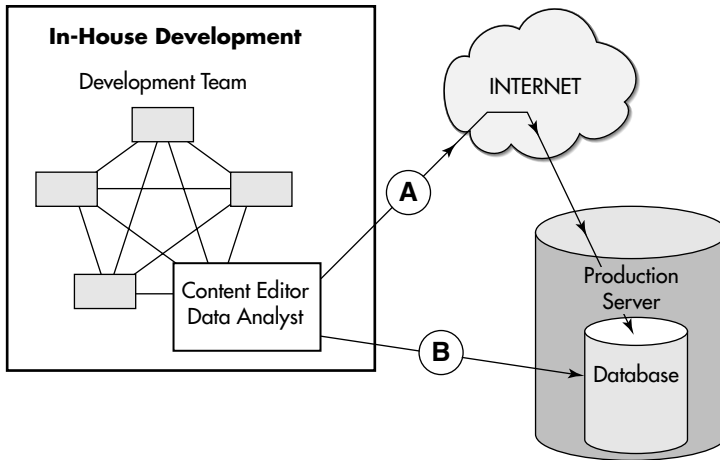 In-House Development
Development Team
INTERNET
A
Content Editor
Data Analyst
Production
Server
B
Database